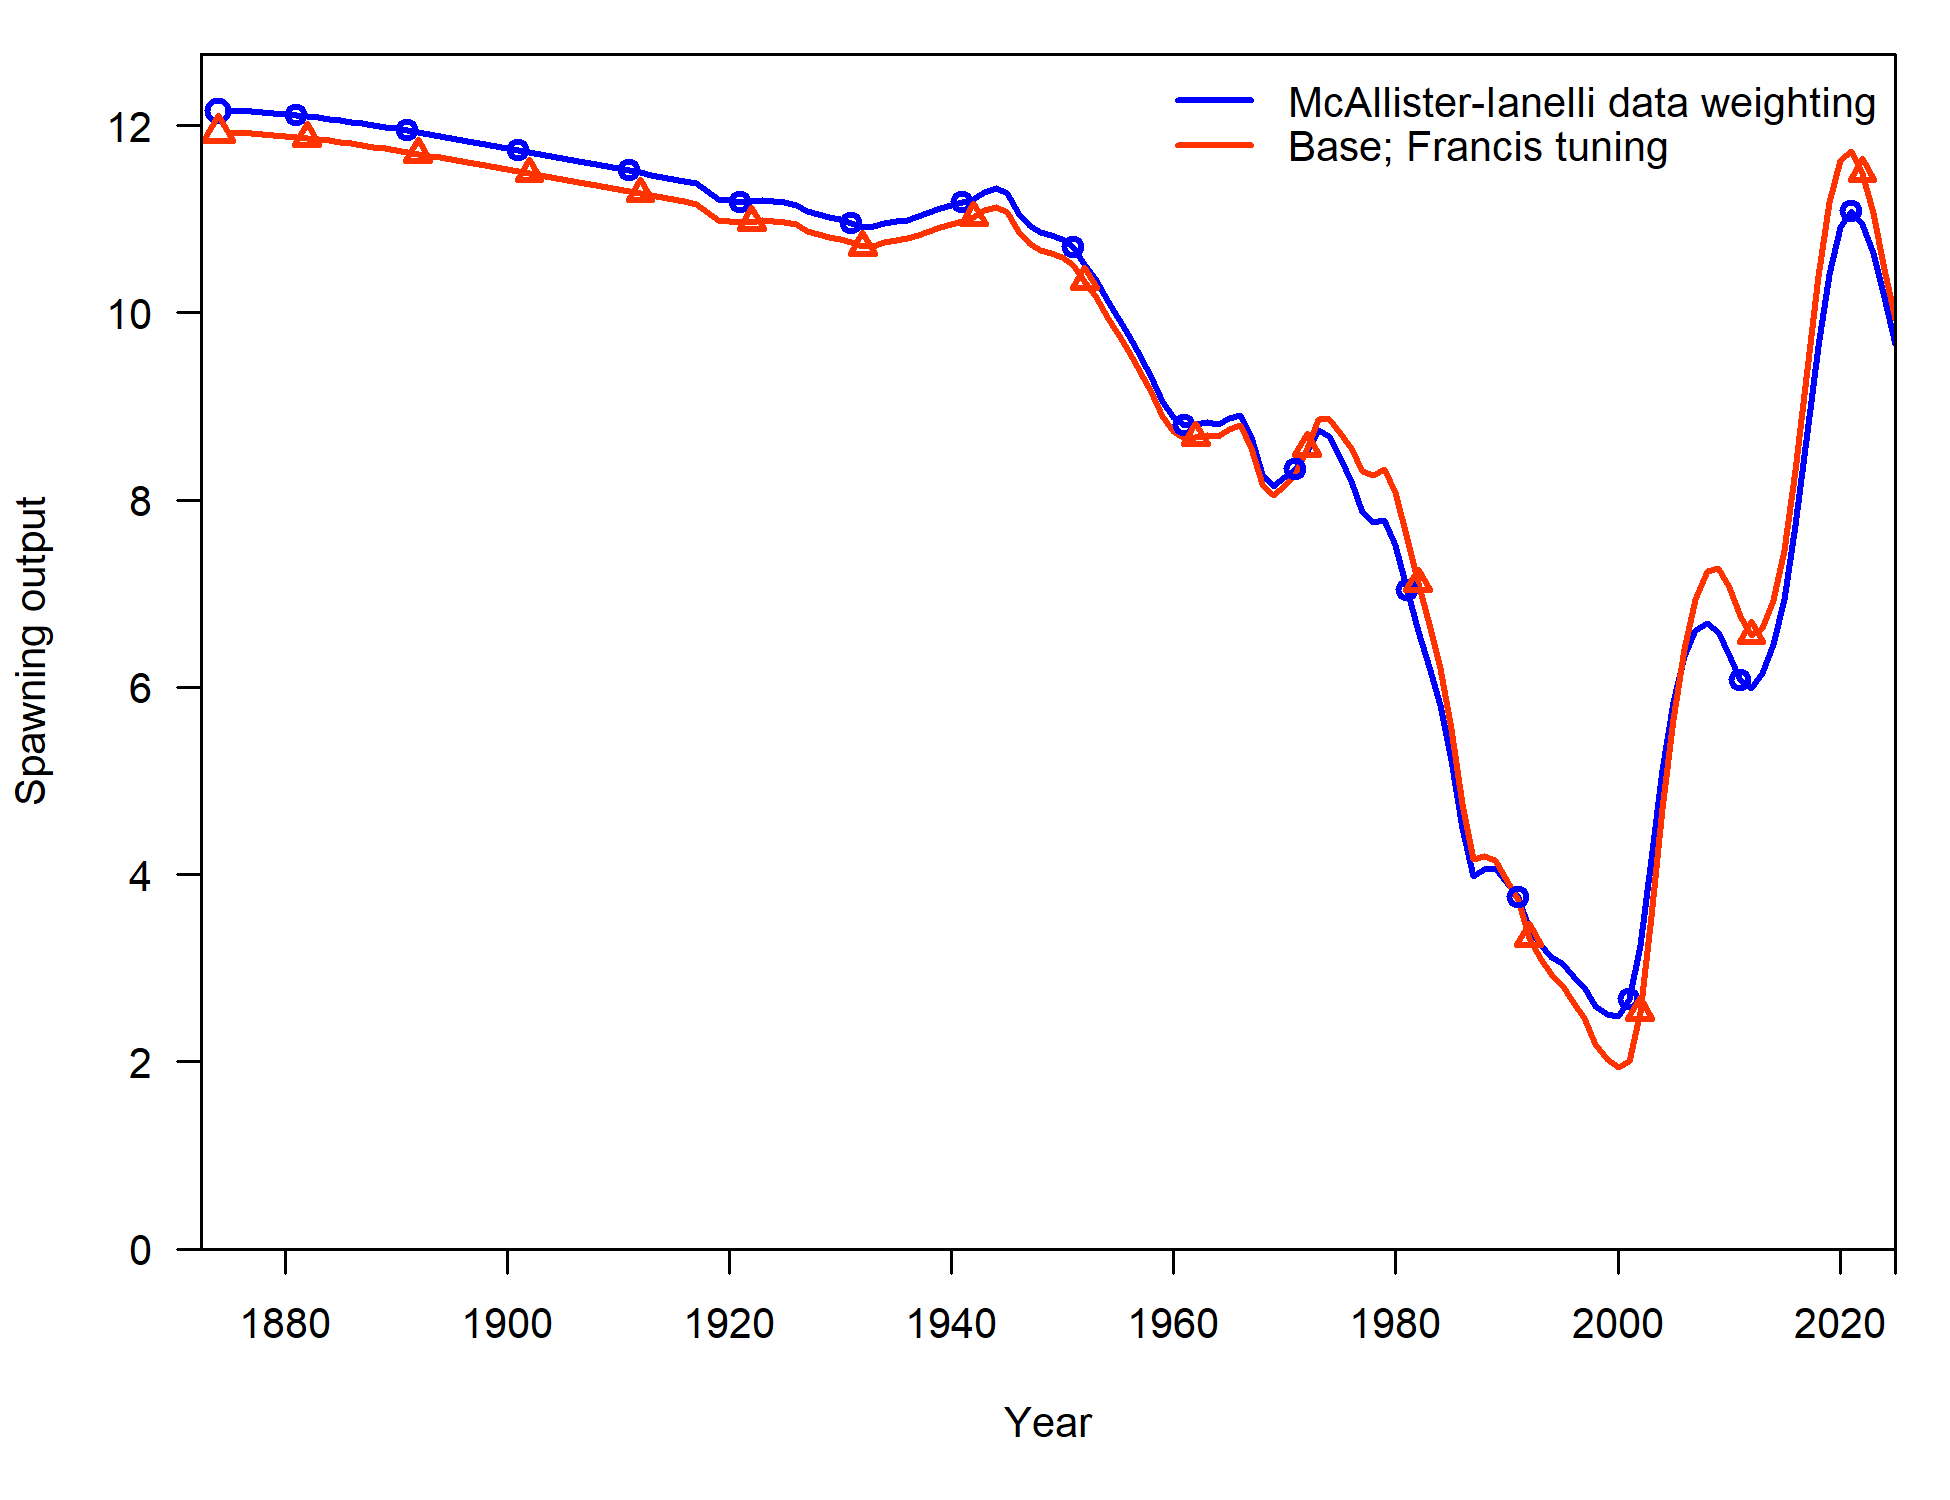 McAllister-Ianelli data weighting
Base; Francis tuning
12
10
8
6
4
2
0
Spawning output
1880 1900 1920 1940 1960 1980 2000 2020
Year